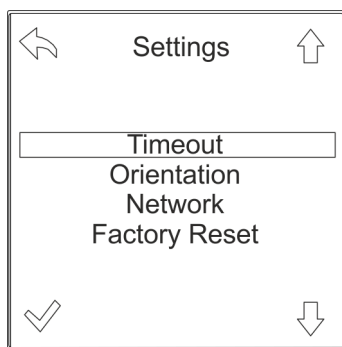 Settings
Timeout
Orientation
Network
Factory Reset